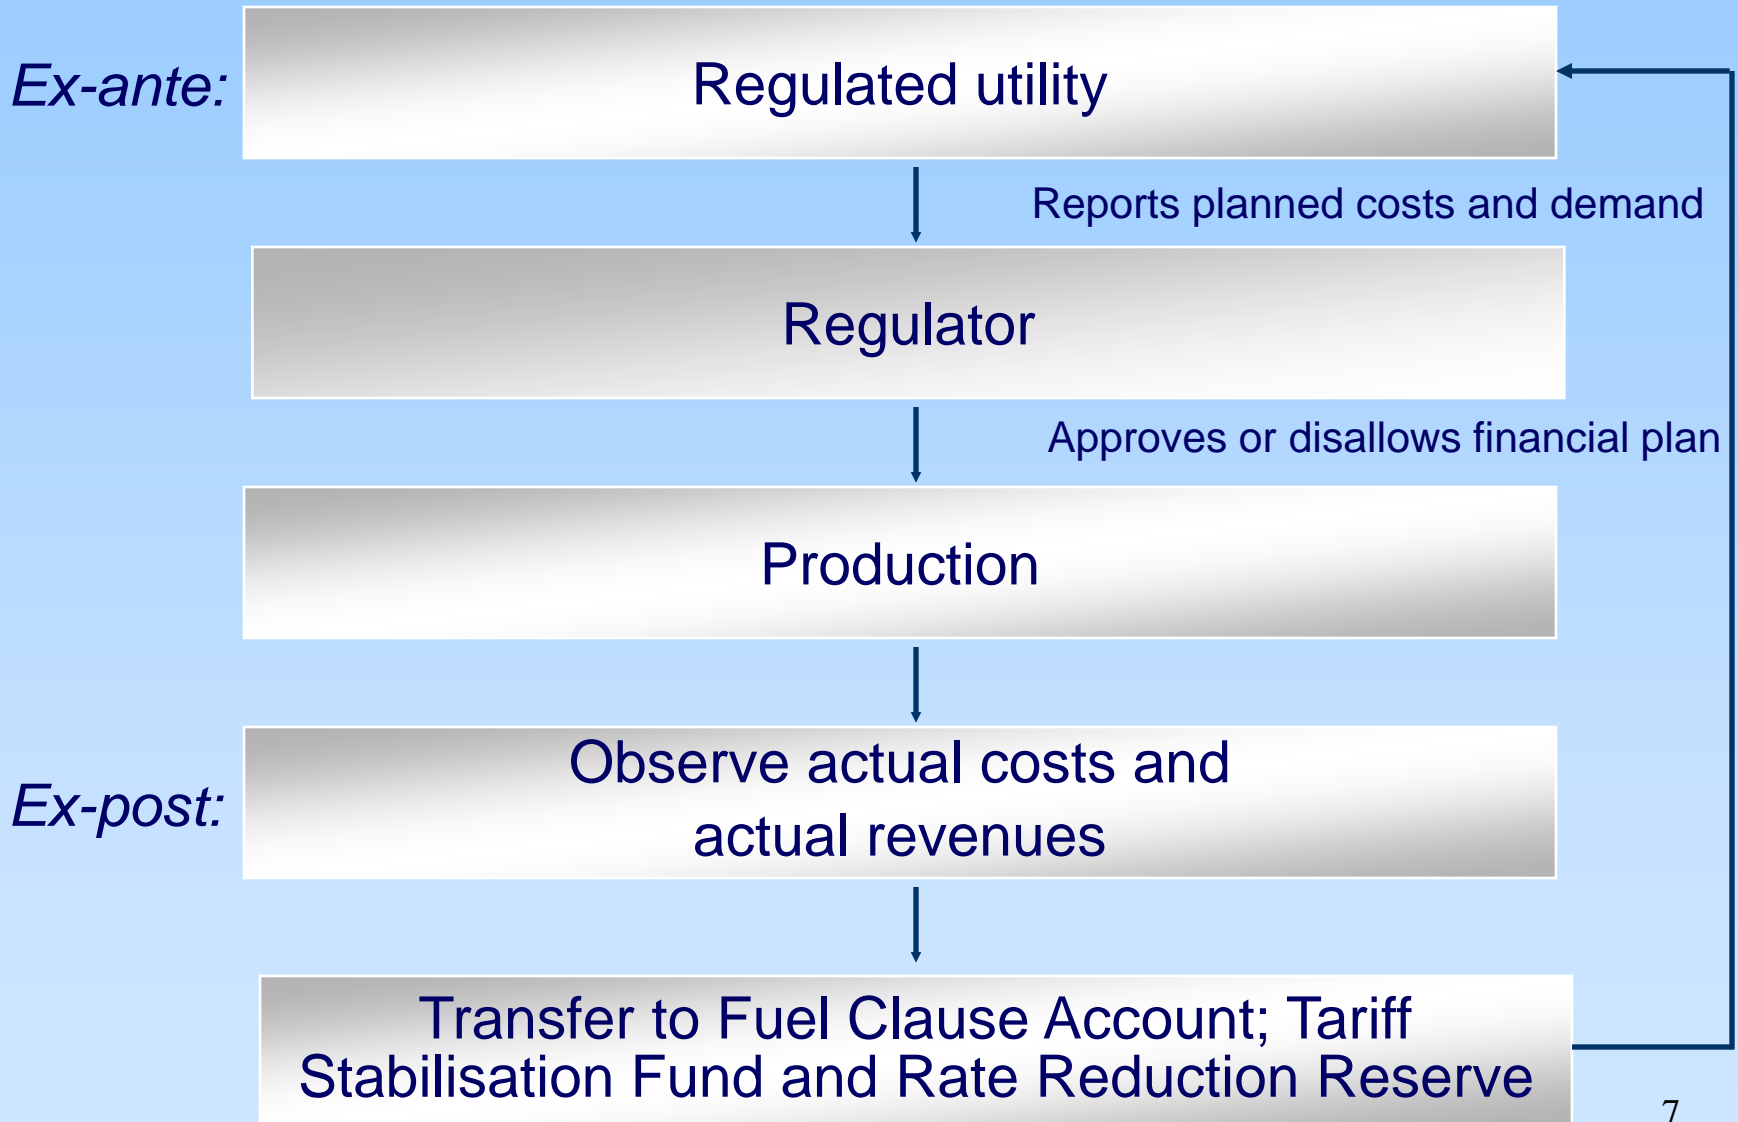 Ex-ante:
Regulated utility
Reports planned costs and demand
Regulator
Approves or disallows financial plan
Production
Ex-post:
Observe actual costs and
actual revenues
Transfer to Fuel Clause Account; Tariff
Stabilisation Fund and Rate Reduction Reserve
7